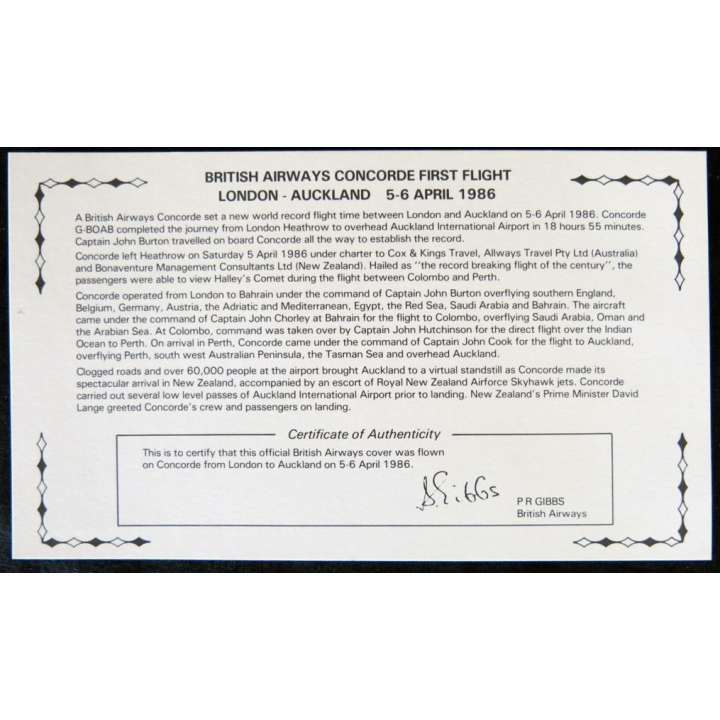 BRITISH AIRWAYS CONCORDE FIRST FLIGHT
LONDON - AUCKLAND 5-6 APRIL 1986
A British Airways Concorde set a new world record flight time between London and Auckland on 5-6 April 1986. Concorde
G-BOAB completed the journey from London Heathrow to overhead Auckland International Airport in 18 hours 55 minutes.
Captain John Burton travelled on board Concorde all the way to establish the record.
Concorde left Heathrow on Saturday 5 April 1986 under charter to Cox & Kings Travel, Allways Travel Pty Ltd (Australia)
and Bonaventure Management Consultants Ltd (New Zealand). Hailed as "the record breaking flight of the century", the
passengers were able to view Halley's Comet during the flight between Colombo and Perth.
Concorde operated from London to Bahrain under the command of Captain John Burton overflying southern England,
Belgium, Germany, Austria, the Adriatic and Mediterranean, Egypt, the Red Sea, Saudi Arabia and Bahrain. The aircraft
came under the command of Captain John Chorley at Bahrain for the flight to Colombo, overflying Saudi Arabia, Oman and
the Arabian Sea. At Colombo, command was taken over by Captain John Hutchinson for the direct flight over the Indian
Ocean to Perth. On arrival in Perth, Concorde came under the command of Captain John Cook for the flight to Auckland,
overflying Perth, south west Australian Peninsula, the Tasman Sea and overhead Auckland.
Clogged roads and over 60,000 people at the airport brought Auckland to a virtual standstill as Concorde made its
spectacular arrival in New Zealand, accompanied by an escort of Royal New Zealand Airforce Skyhawk jets. Concorde
carried out several low level passes of Auckland International Airport prior to landing. New Zealand's Prime Minister David
Lange greeted Concorde's crew and passengers on landing.
Certificate of Authenticity
This is to certify that this official British Airways cover was flown
on Concorde from London to Auckland on 5-6 April 1986.
Gibbs
P R GIBBS
British Airways